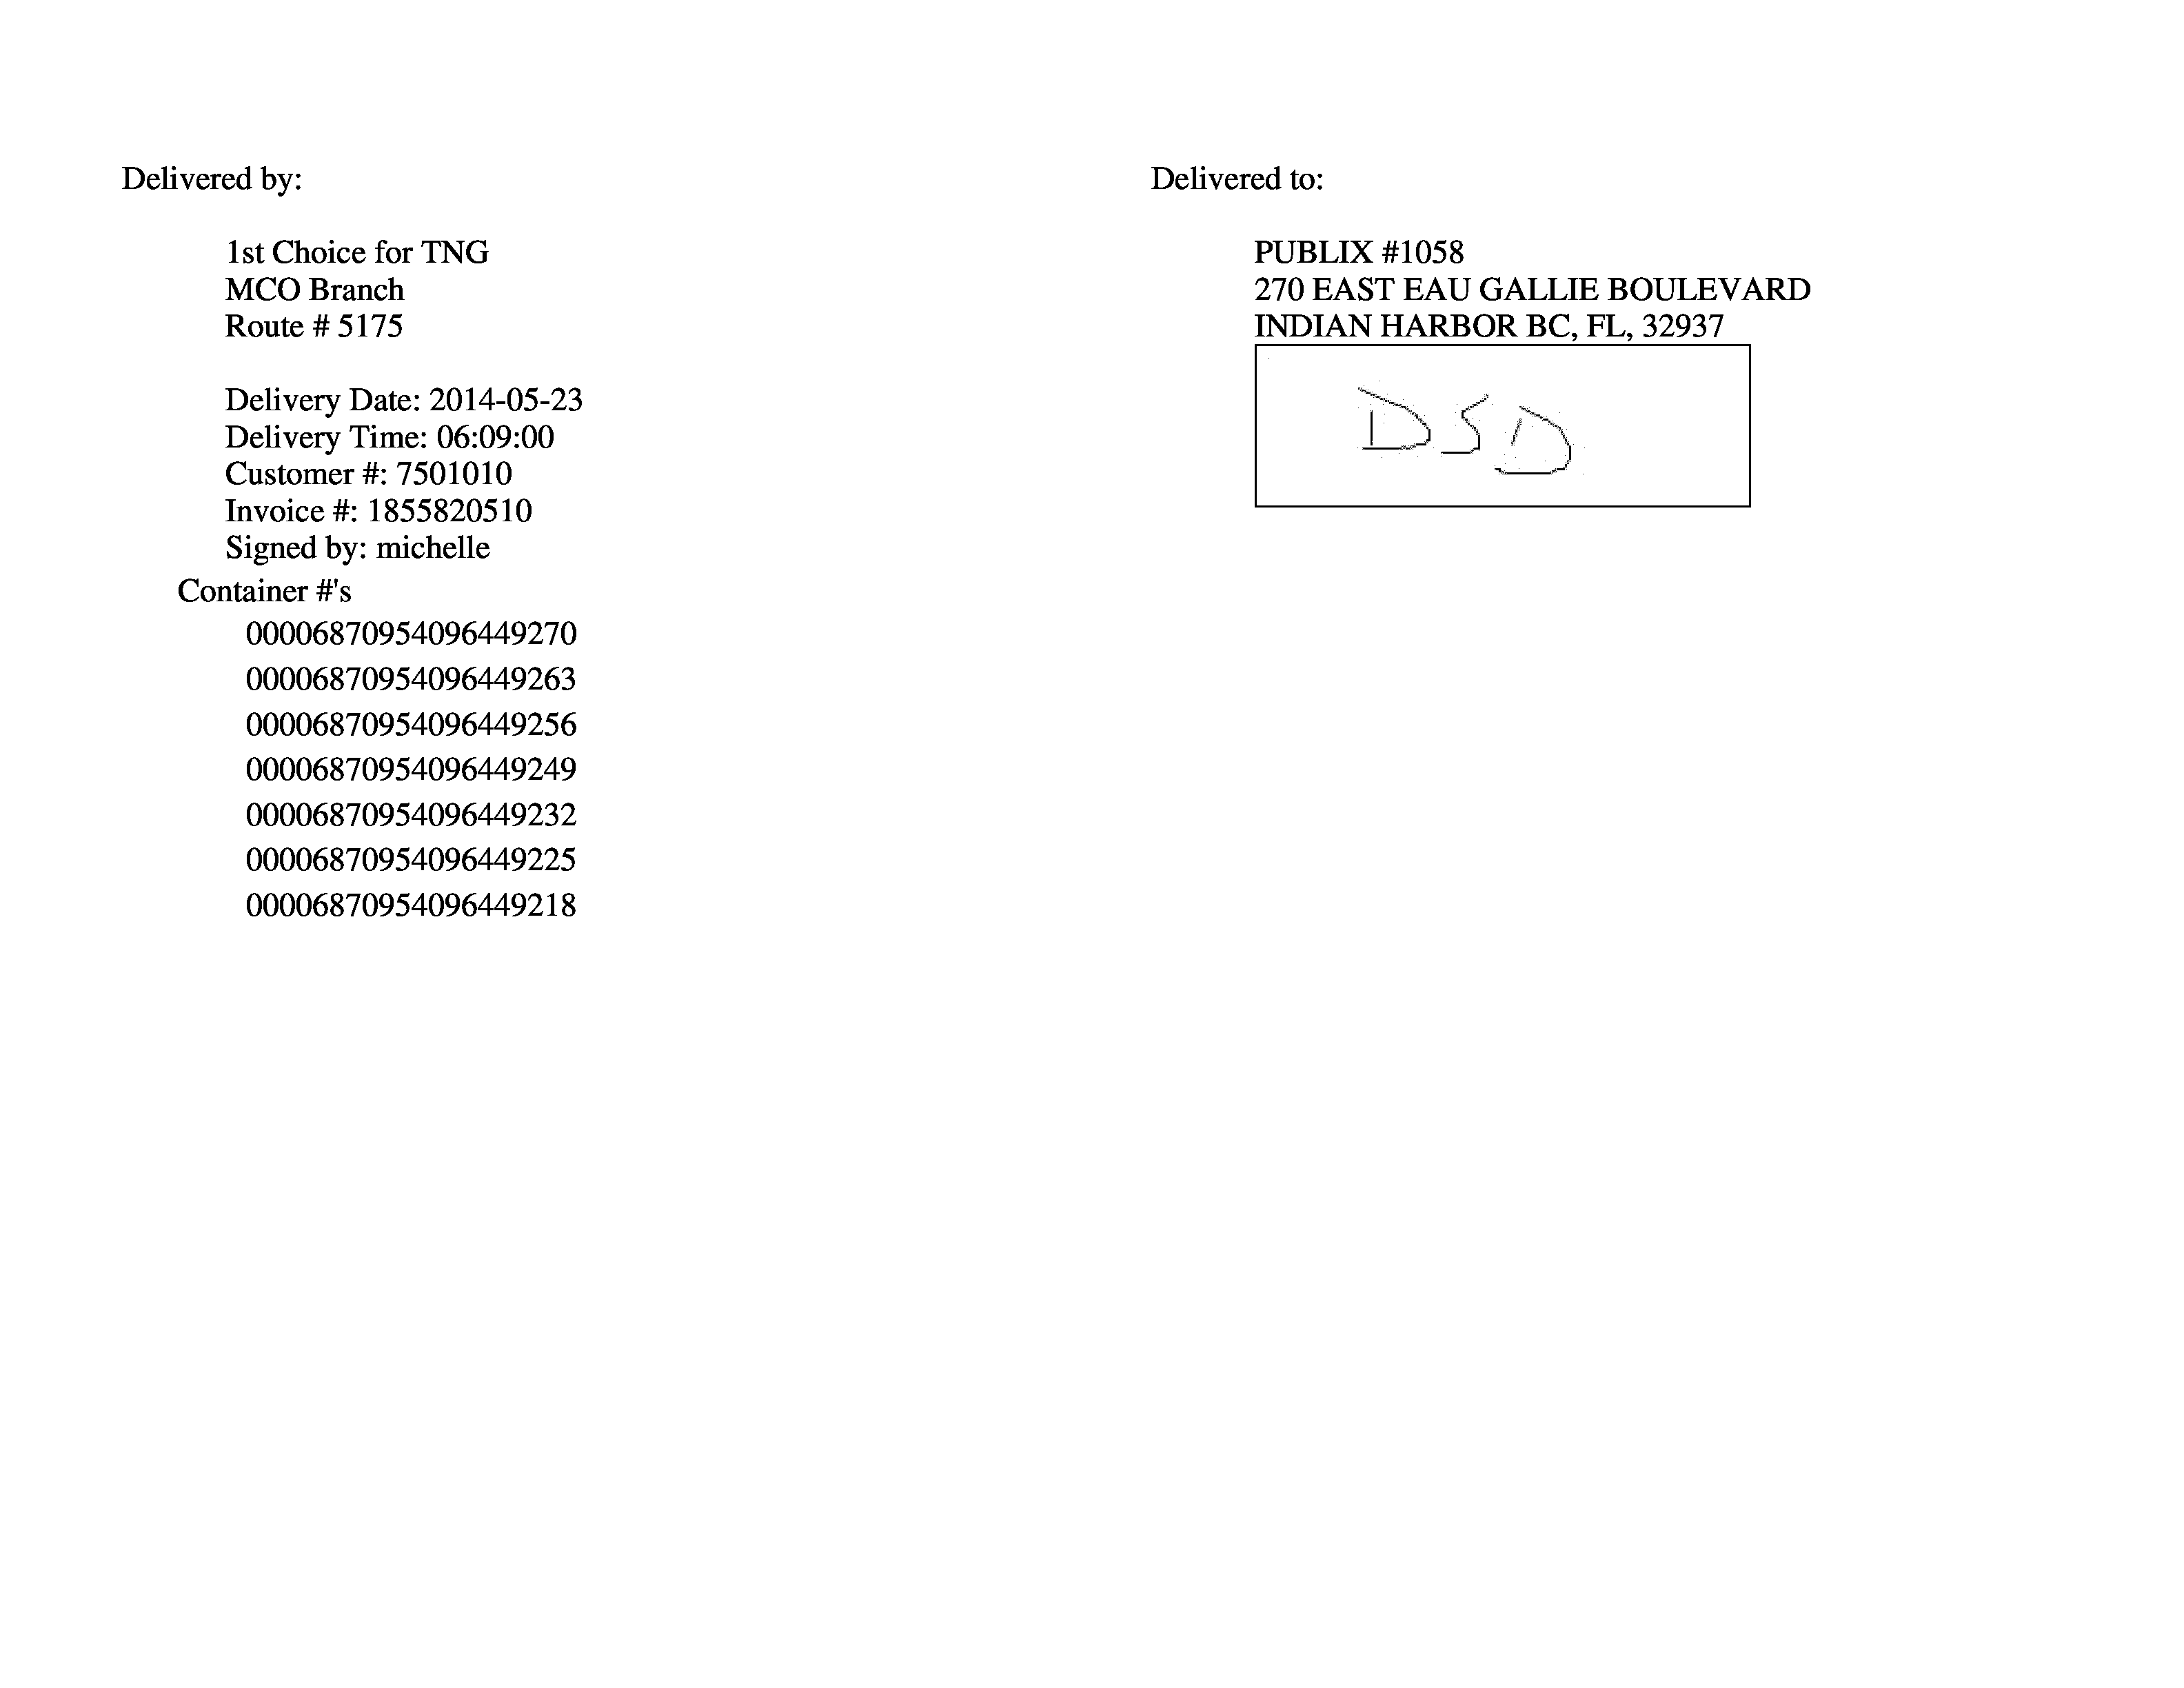 Delivered by:
1st Choice for TNG
MCO Branch
Route # 5175
Delivery Date: 2014-05-23
Delivery Time: 06:09:00
Customer #: 7501010
Invoice #: 1855820510
Signed by: michelle
Container #'s
00006870954096449270
00006870954096449263
00006870954096449256
00006870954096449249
00006870954096449232
00006870954096449225
00006870954096449218
Delivered to:
PUBLIX #1058
270 EAST EAU GALLIE BOULEVARD
INDIAN HARBOR BC, FL, 32937
DSD